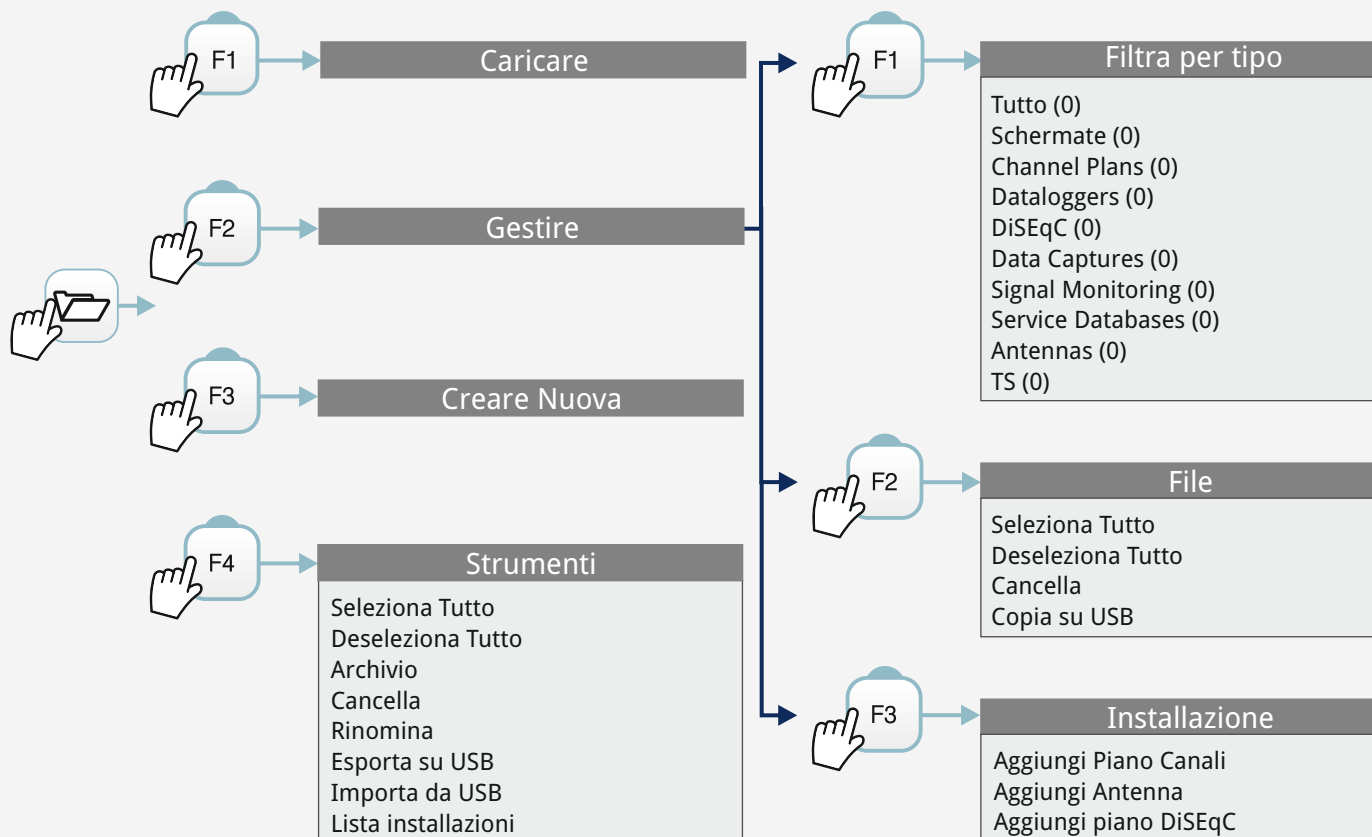 F1
Caricare
F2
Gestire
F3
Creare Nuova
F4
Strumenti
Seleziona Tutto
Deseleziona Tutto
Archivio
Cancella
Rinomina
Esporta su USB
Importa da USB
Lista installazioni
F1
Filtra per tipo
Tutto (0)
Schermate (0)
Channel Plans (0)
Dataloggers (0)
DiSEqC (0)
Data Captures (0)
Signal Monitoring (0)
Service Databases (0)
Antennas (0)
TS (0)
F2
File
Seleziona Tutto
Deseleziona Tutto
Cancella
Copia su USB
F3
Installazione
Aggiungi Piano Canali
Aggiungi Antenna
Aggiungi piano DiSEqC